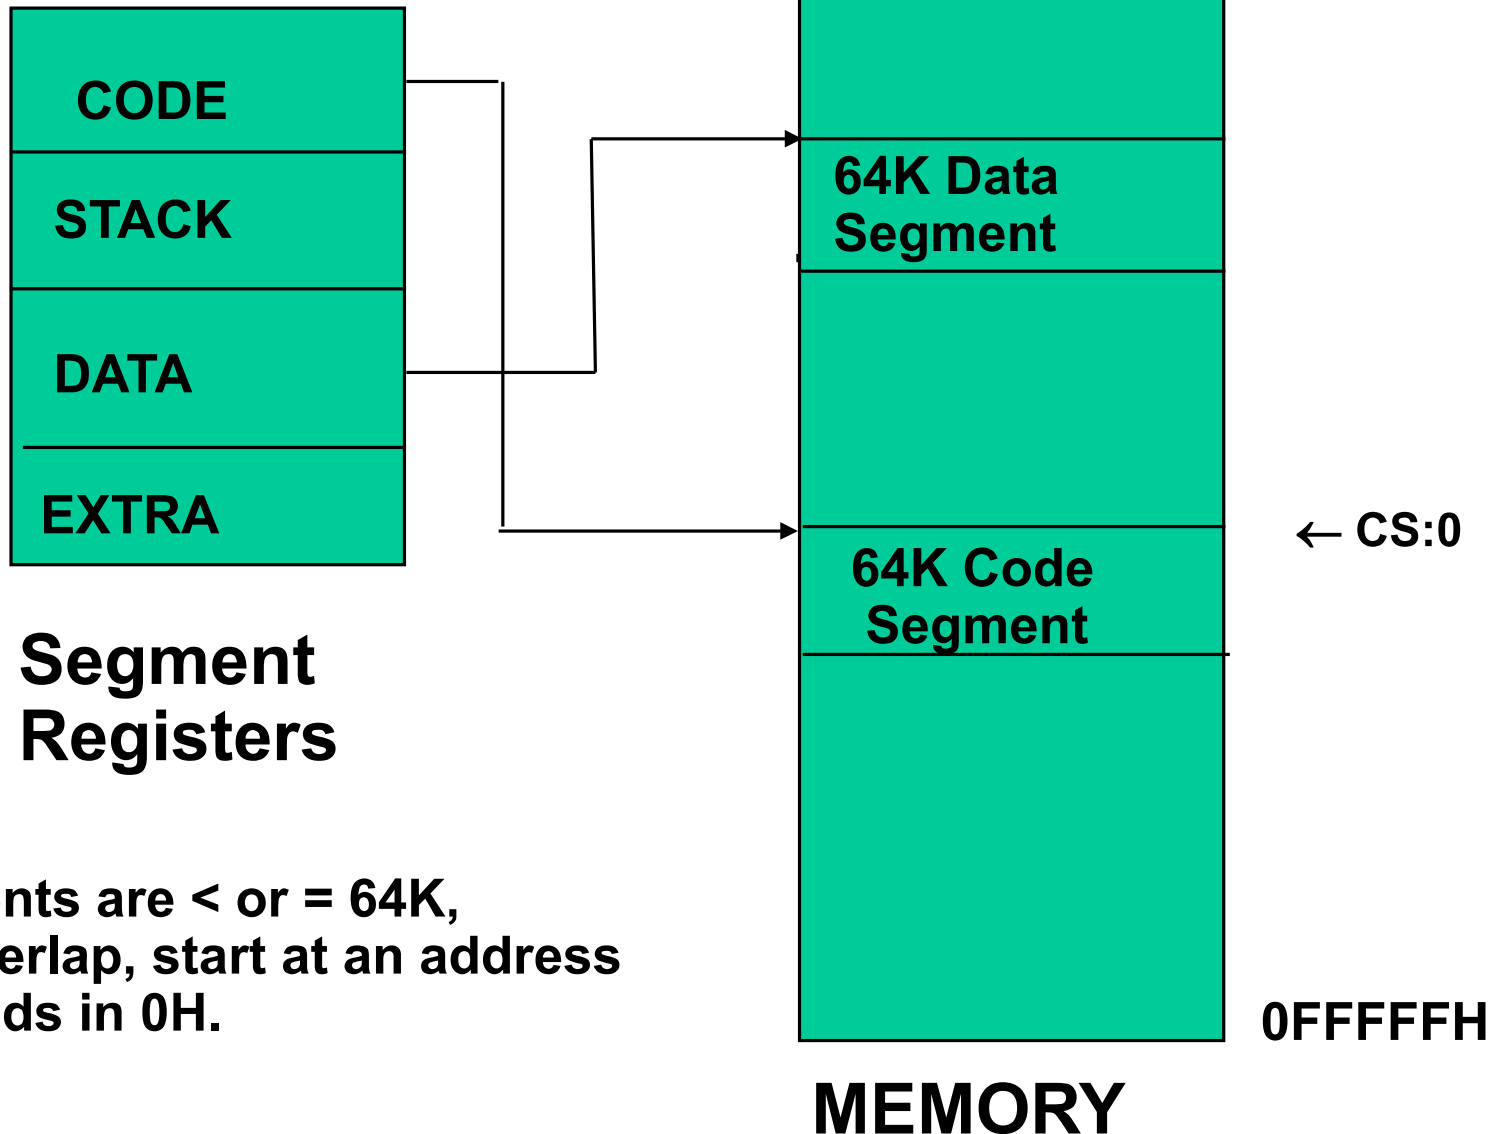 CODE
STACK
DATA
EXTRA
Segment
Registers
64K Data
Segment
64K Code
Segment
← CS:0
0FFFFFH
MEMORY
nts are < or = 64K,
erlap, start at an address
ds in 0H.